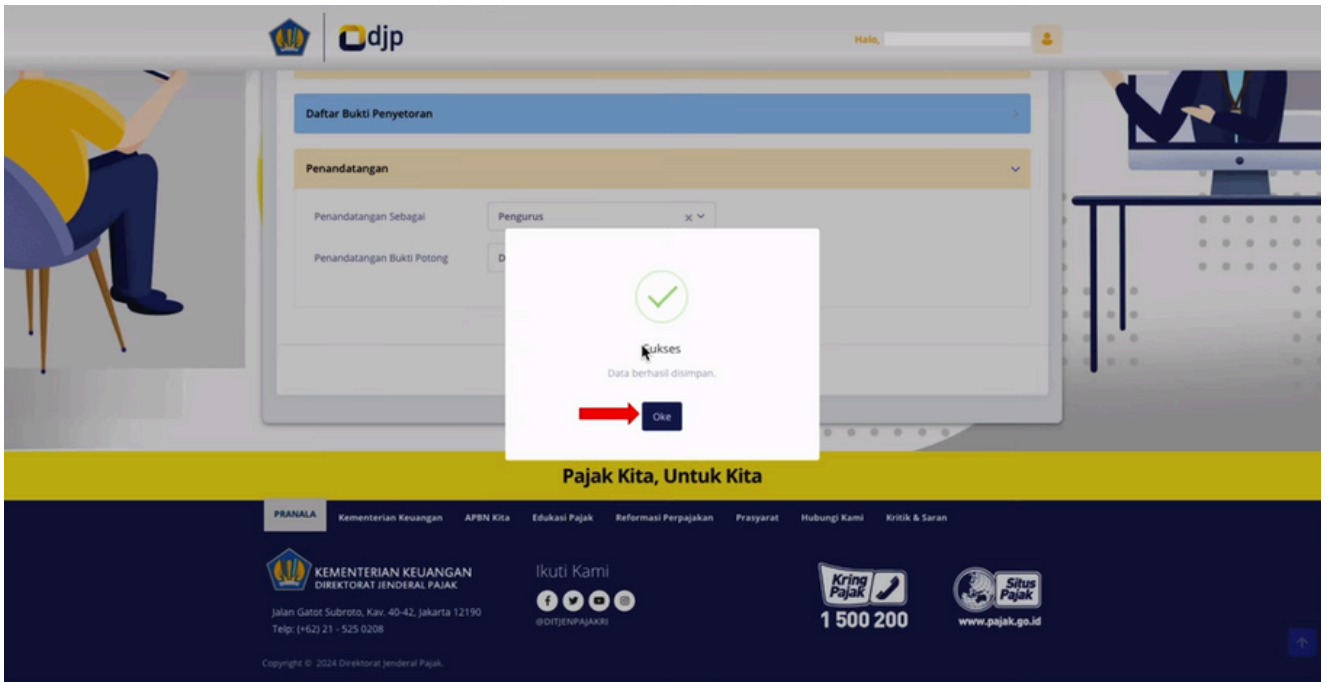 djp
Halo,
Daftar Bukti Penyetoran
Penandatangan
Penandatangan Sebagai
Pengurus
Penandatangan Bukti Potong
D
Sukses
Data berhasil disimpan.
Oke
Pajak Kita, Untuk Kita
PRANALA Kementerian Keuangan APBN Kita Edukasi Pajak Reformasi Perpajakan Prasyarat Hubungi Kami Kritik & Saran
KEMENTERIAN KEUANGAN
DIREKTORAT JENDERAL PAJAK
Jalan Gatot Subroto, Kav. 40-42, Jakarta 12190
Telp: (+62) 21 - 525 0208
Ikuti Kami
@DITJENPAJAKRI
Kring
Pajak
1 500 200
Situs
Pajak
www.pajak.go.id
Copyright © 2024 Direktorat Jenderal Pajak.